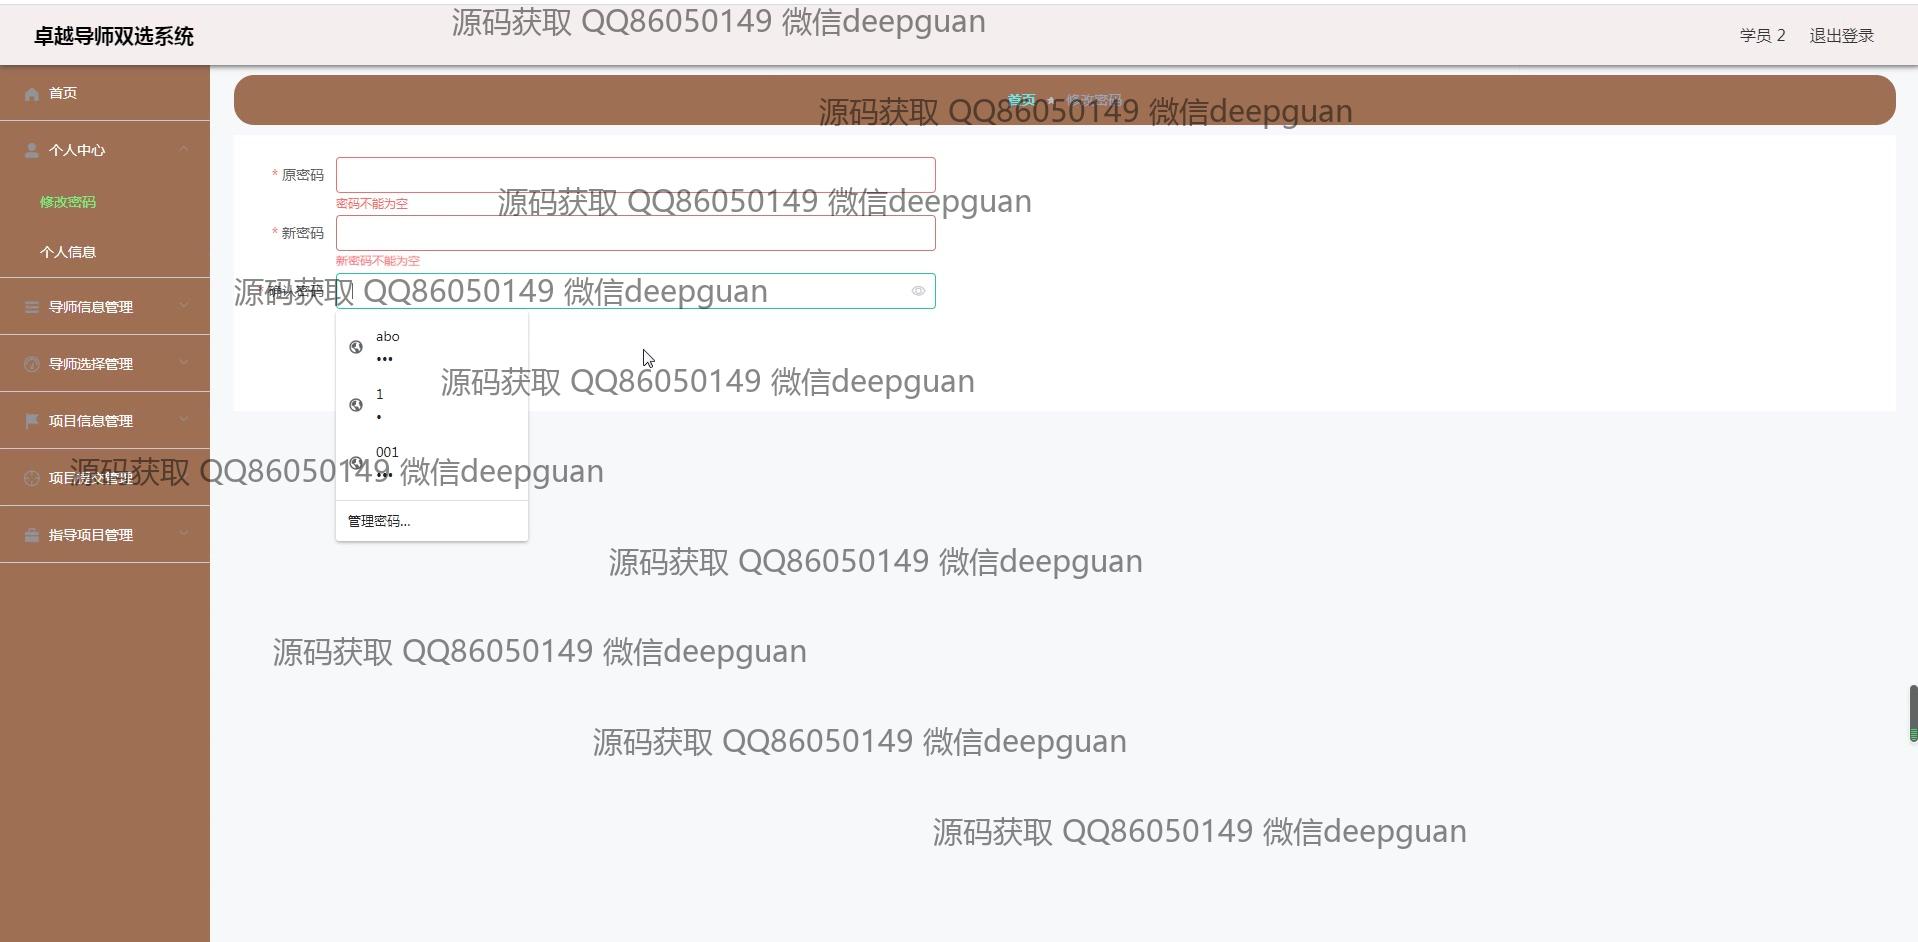 源码获取 QQ86050149 微信deepguan
卓越导师双选系统
学员 2
退出登录
首页
个人中心
修改密码
个人信息
导师信息管理
导师选择管理
项目信息管理
指导项目管理
首页
修改密码
源码获取 QQ86050149 微信deepguan
* 原密码
密码不能为空
源码获取 QQ86050149 微信deepguan
* 新密码
新密码不能为空
确认密码
源码获取 QQ86050149 微信deepguan
abo
•••
源码获取 QQ86050149 微信deepguan
1
•
001
•••
源码获取 QQ86050149 微信deepguan
管理密码...
源码获取 QQ86050149 微信deepguan
源码获取 QQ86050149 微信deepguan
源码获取 QQ86050149 微信deepguan
源码获取 QQ86050149 微信deepguan